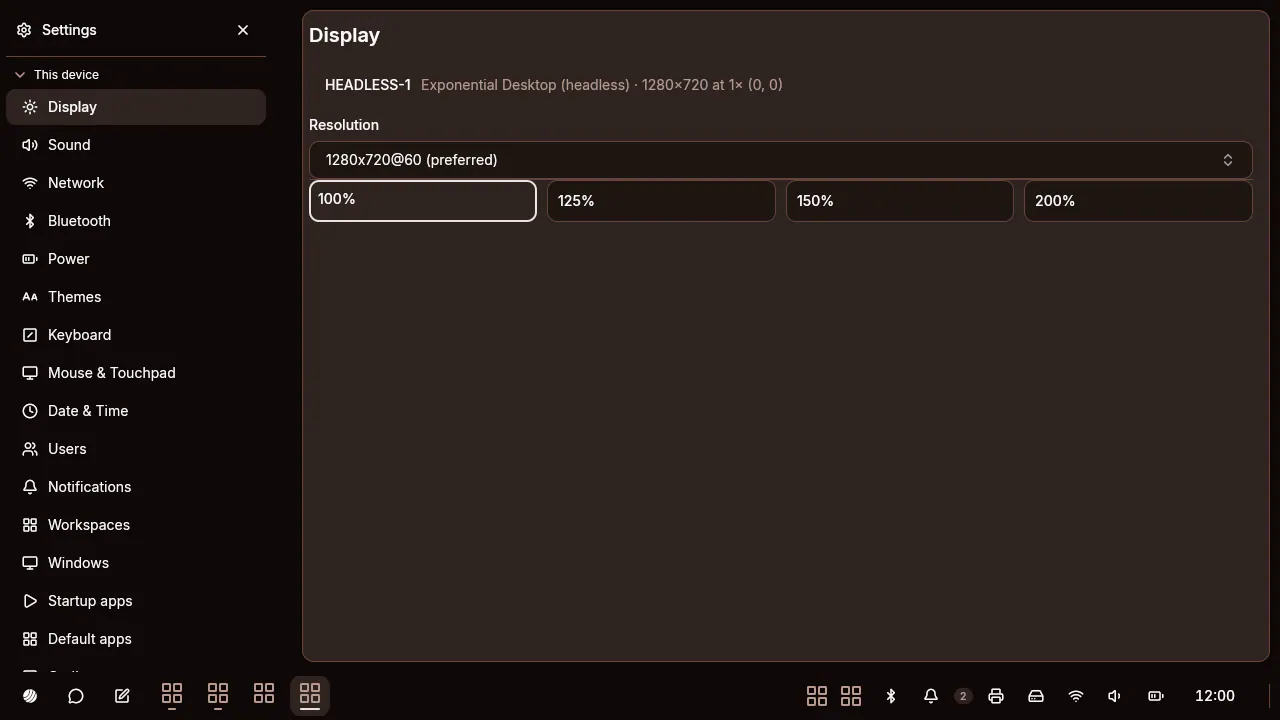 Settings
This device
Display
Sound
Network
Bluetooth
Power
Themes
Keyboard
Mouse & Touchpad
Date & Time
Users
Notifications
Workspaces
Windows
Startup apps
Default apps
Display
HEADLESS-1 Exponential Desktop (headless) · 1280×720 at 1× (0, 0)
Resolution
1280x720@60 (preferred)
100% 125% 150% 200%
2 12:00